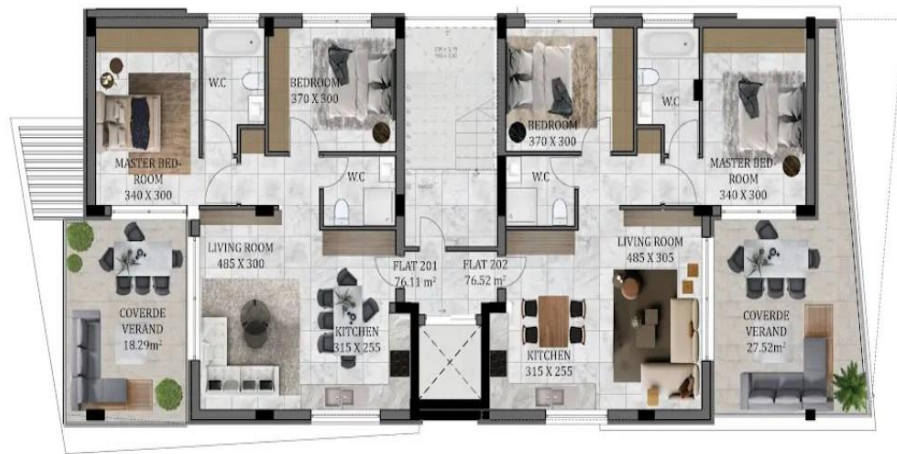 W.C
BEDROOM
370 X 300
MASTER BED-
ROOM
340 X 300
W.C
LIVING ROOM
485 X 300
COVERDE
VERAND
18.29m²
KITCHEN
315 X 255
FLAT 201
76.11 m²
FLAT 202
76.52 m²
BEDROOM
370 X 300
W.C
MASTER BED-
ROOM
340 X 300
W.C
LIVING ROOM
485 X 305
KITCHEN
315 X 255
COVERDE
VERAND
27.52m²